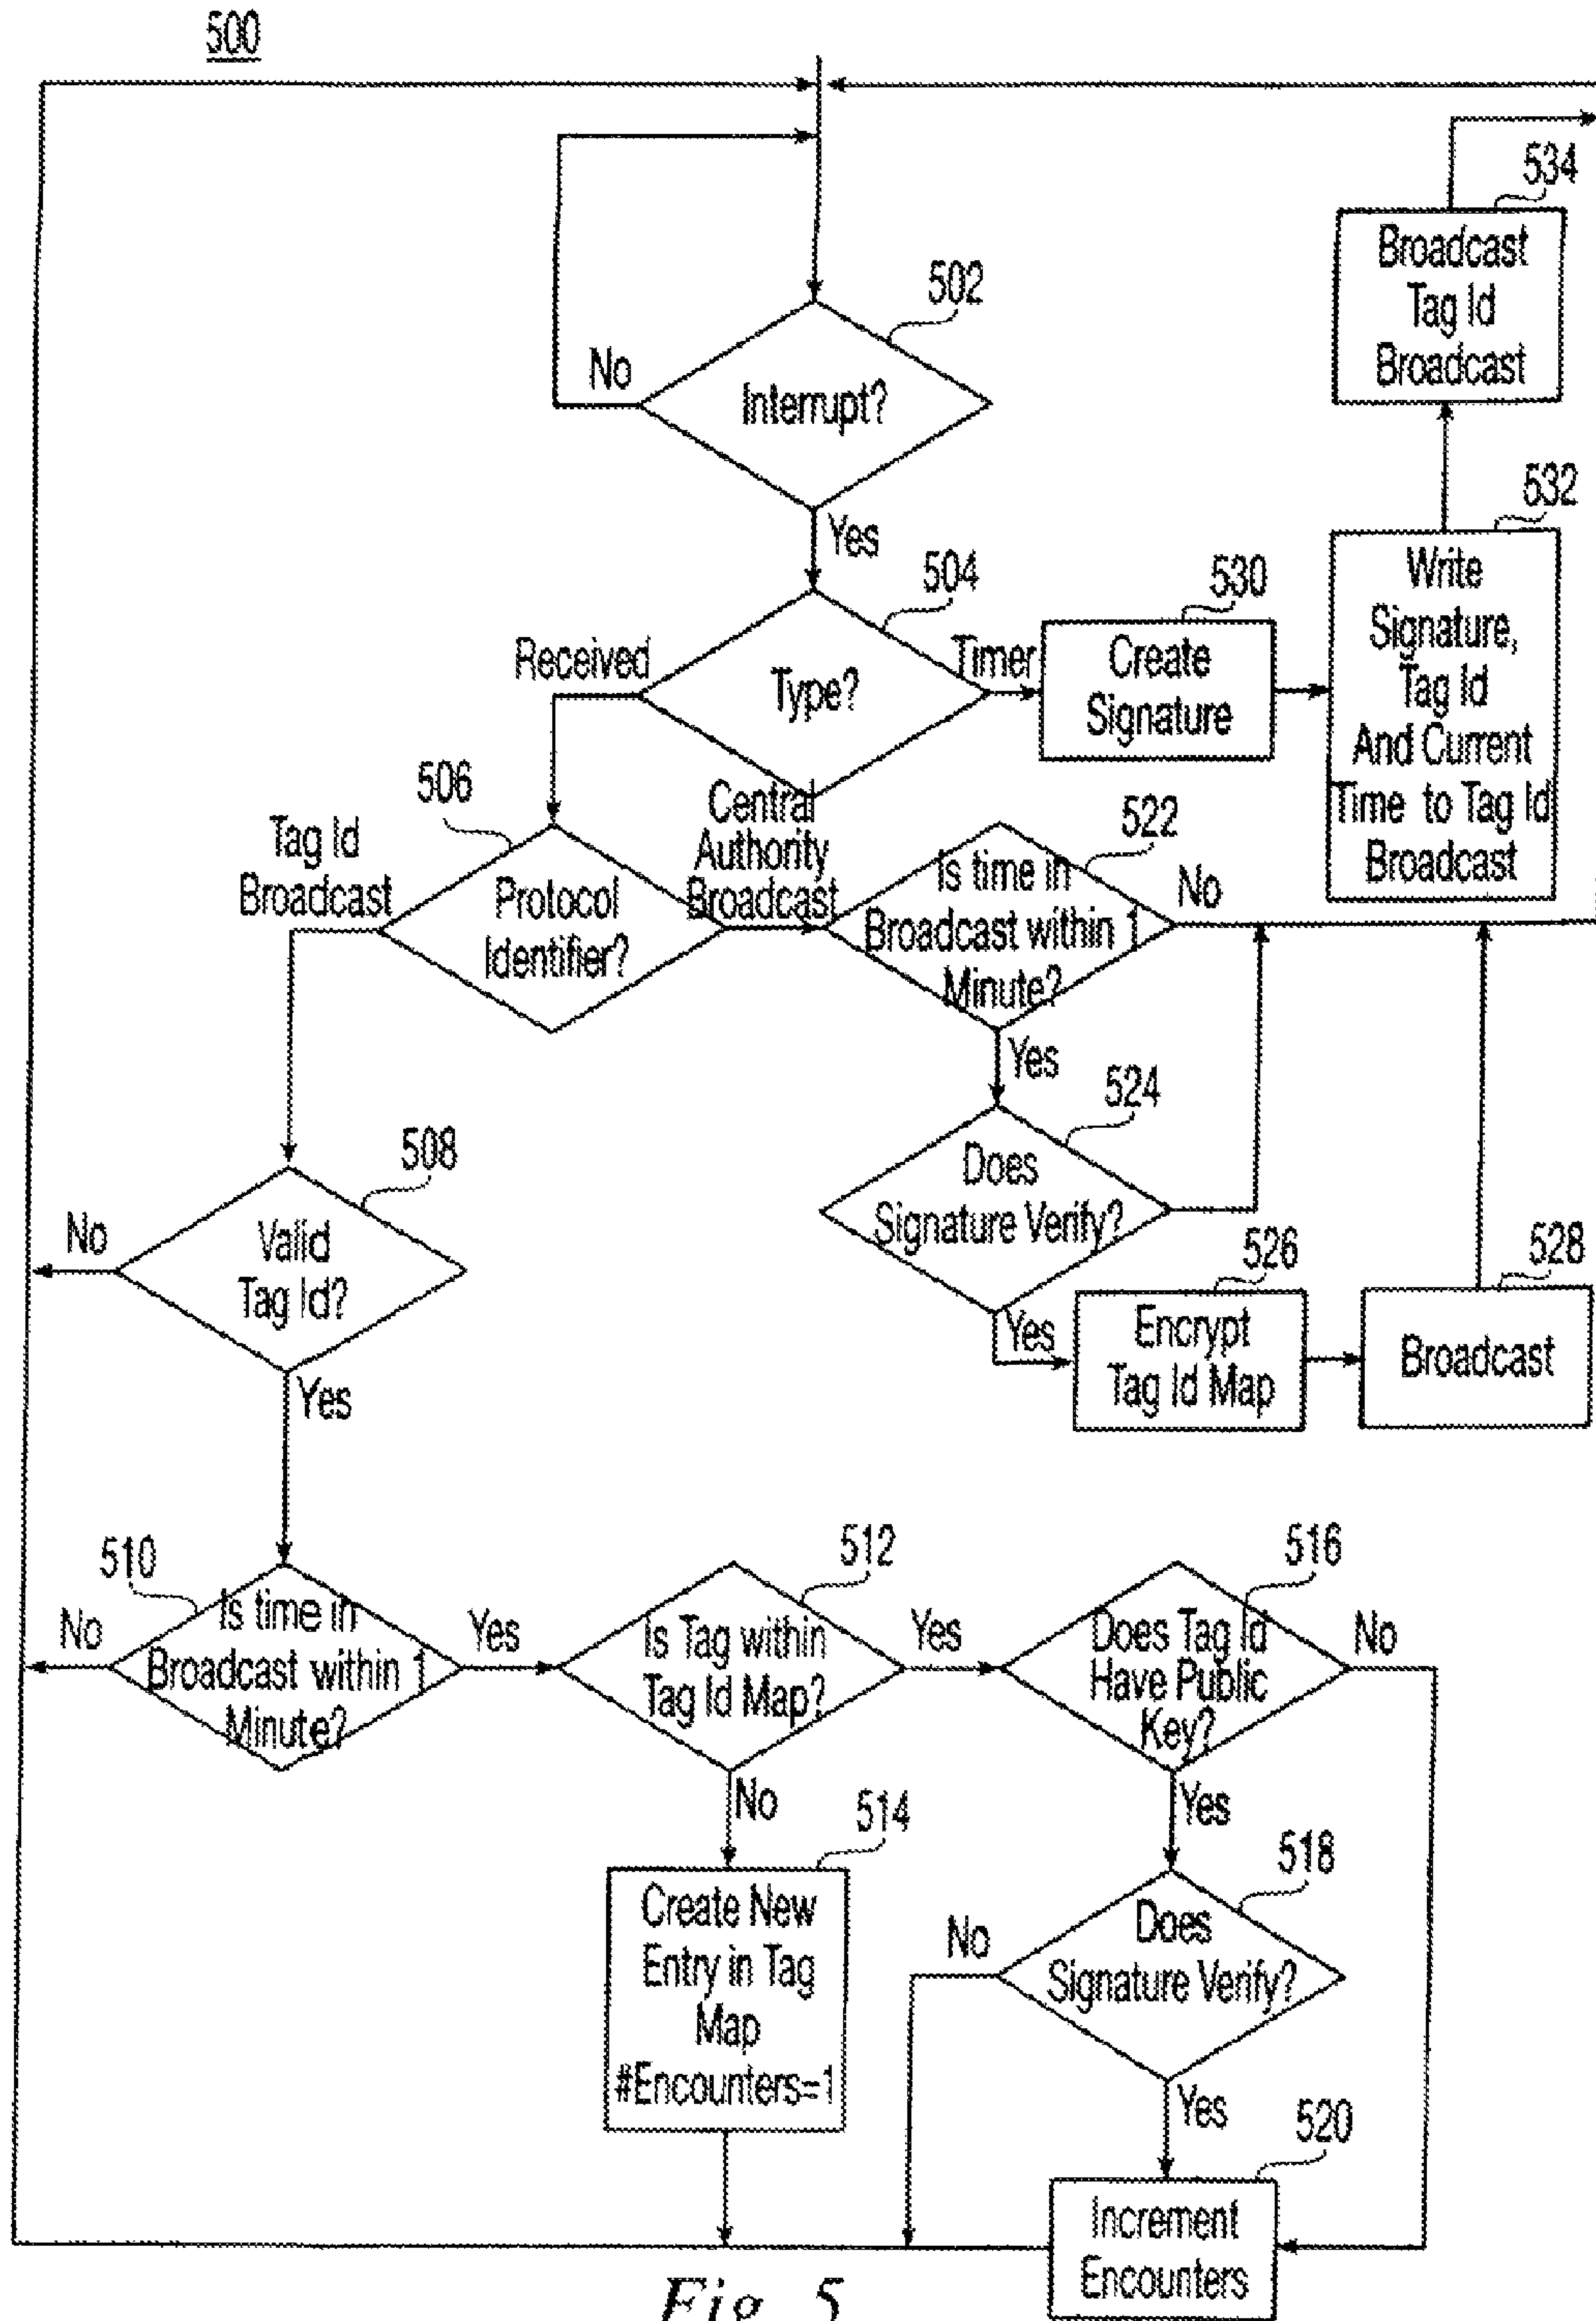 500
534
Broadcast
Tag Id
Broadcast
502
No
Interrupt?
Yes
532
Write
Signature,
Tag Id
And Current
Time to Tag Id
Broadcast
504
530
Received
Type?
Timer
Create
Signature
506
Tag Id
Broadcast
Protocol
Identifier?
Central
Authority
Broadcast
522
Is time in
Broadcast within 1
Minute?
No
Yes
524
Does
Signature Verify?
Yes
526
Encrypt
Tag Id Map
528
Broadcast
508
No
Valid
Tag Id?
Yes
510
No
Is time in
Broadcast within 1
Minute?
Yes
512
Is Tag within
Tag Id Map?
Yes
516
Does Tag Id
Have Public
Key?
No
No
514
Create New
Entry in Tag
Map
#Encounters=1
Yes
518
No
Does
Signature Verify?
Yes
520
Increment
Encounters
Fig. 5